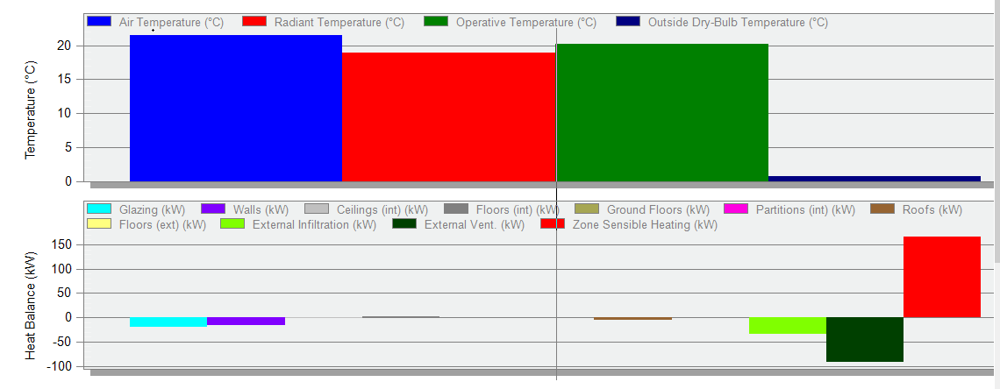 Air Temperature (°C) Radiant Temperature (°C) Operative Temperature (°C) Outside Dry-Bulb Temperature (°C)
Temperature (°C)
20
15
10
5
0
Glazing (kW) Walls (kW) Ceilings (int) (kW) Floors (int) (kW) Ground Floors (kW) Partitions (int) (kW) Roofs (kW)
Floors (ext) (kW) External Infiltration (kW) External Vent. (kW) Zone Sensible Heating (kW)
Heat Balance (kW)
150
100
50
0
-50
-100